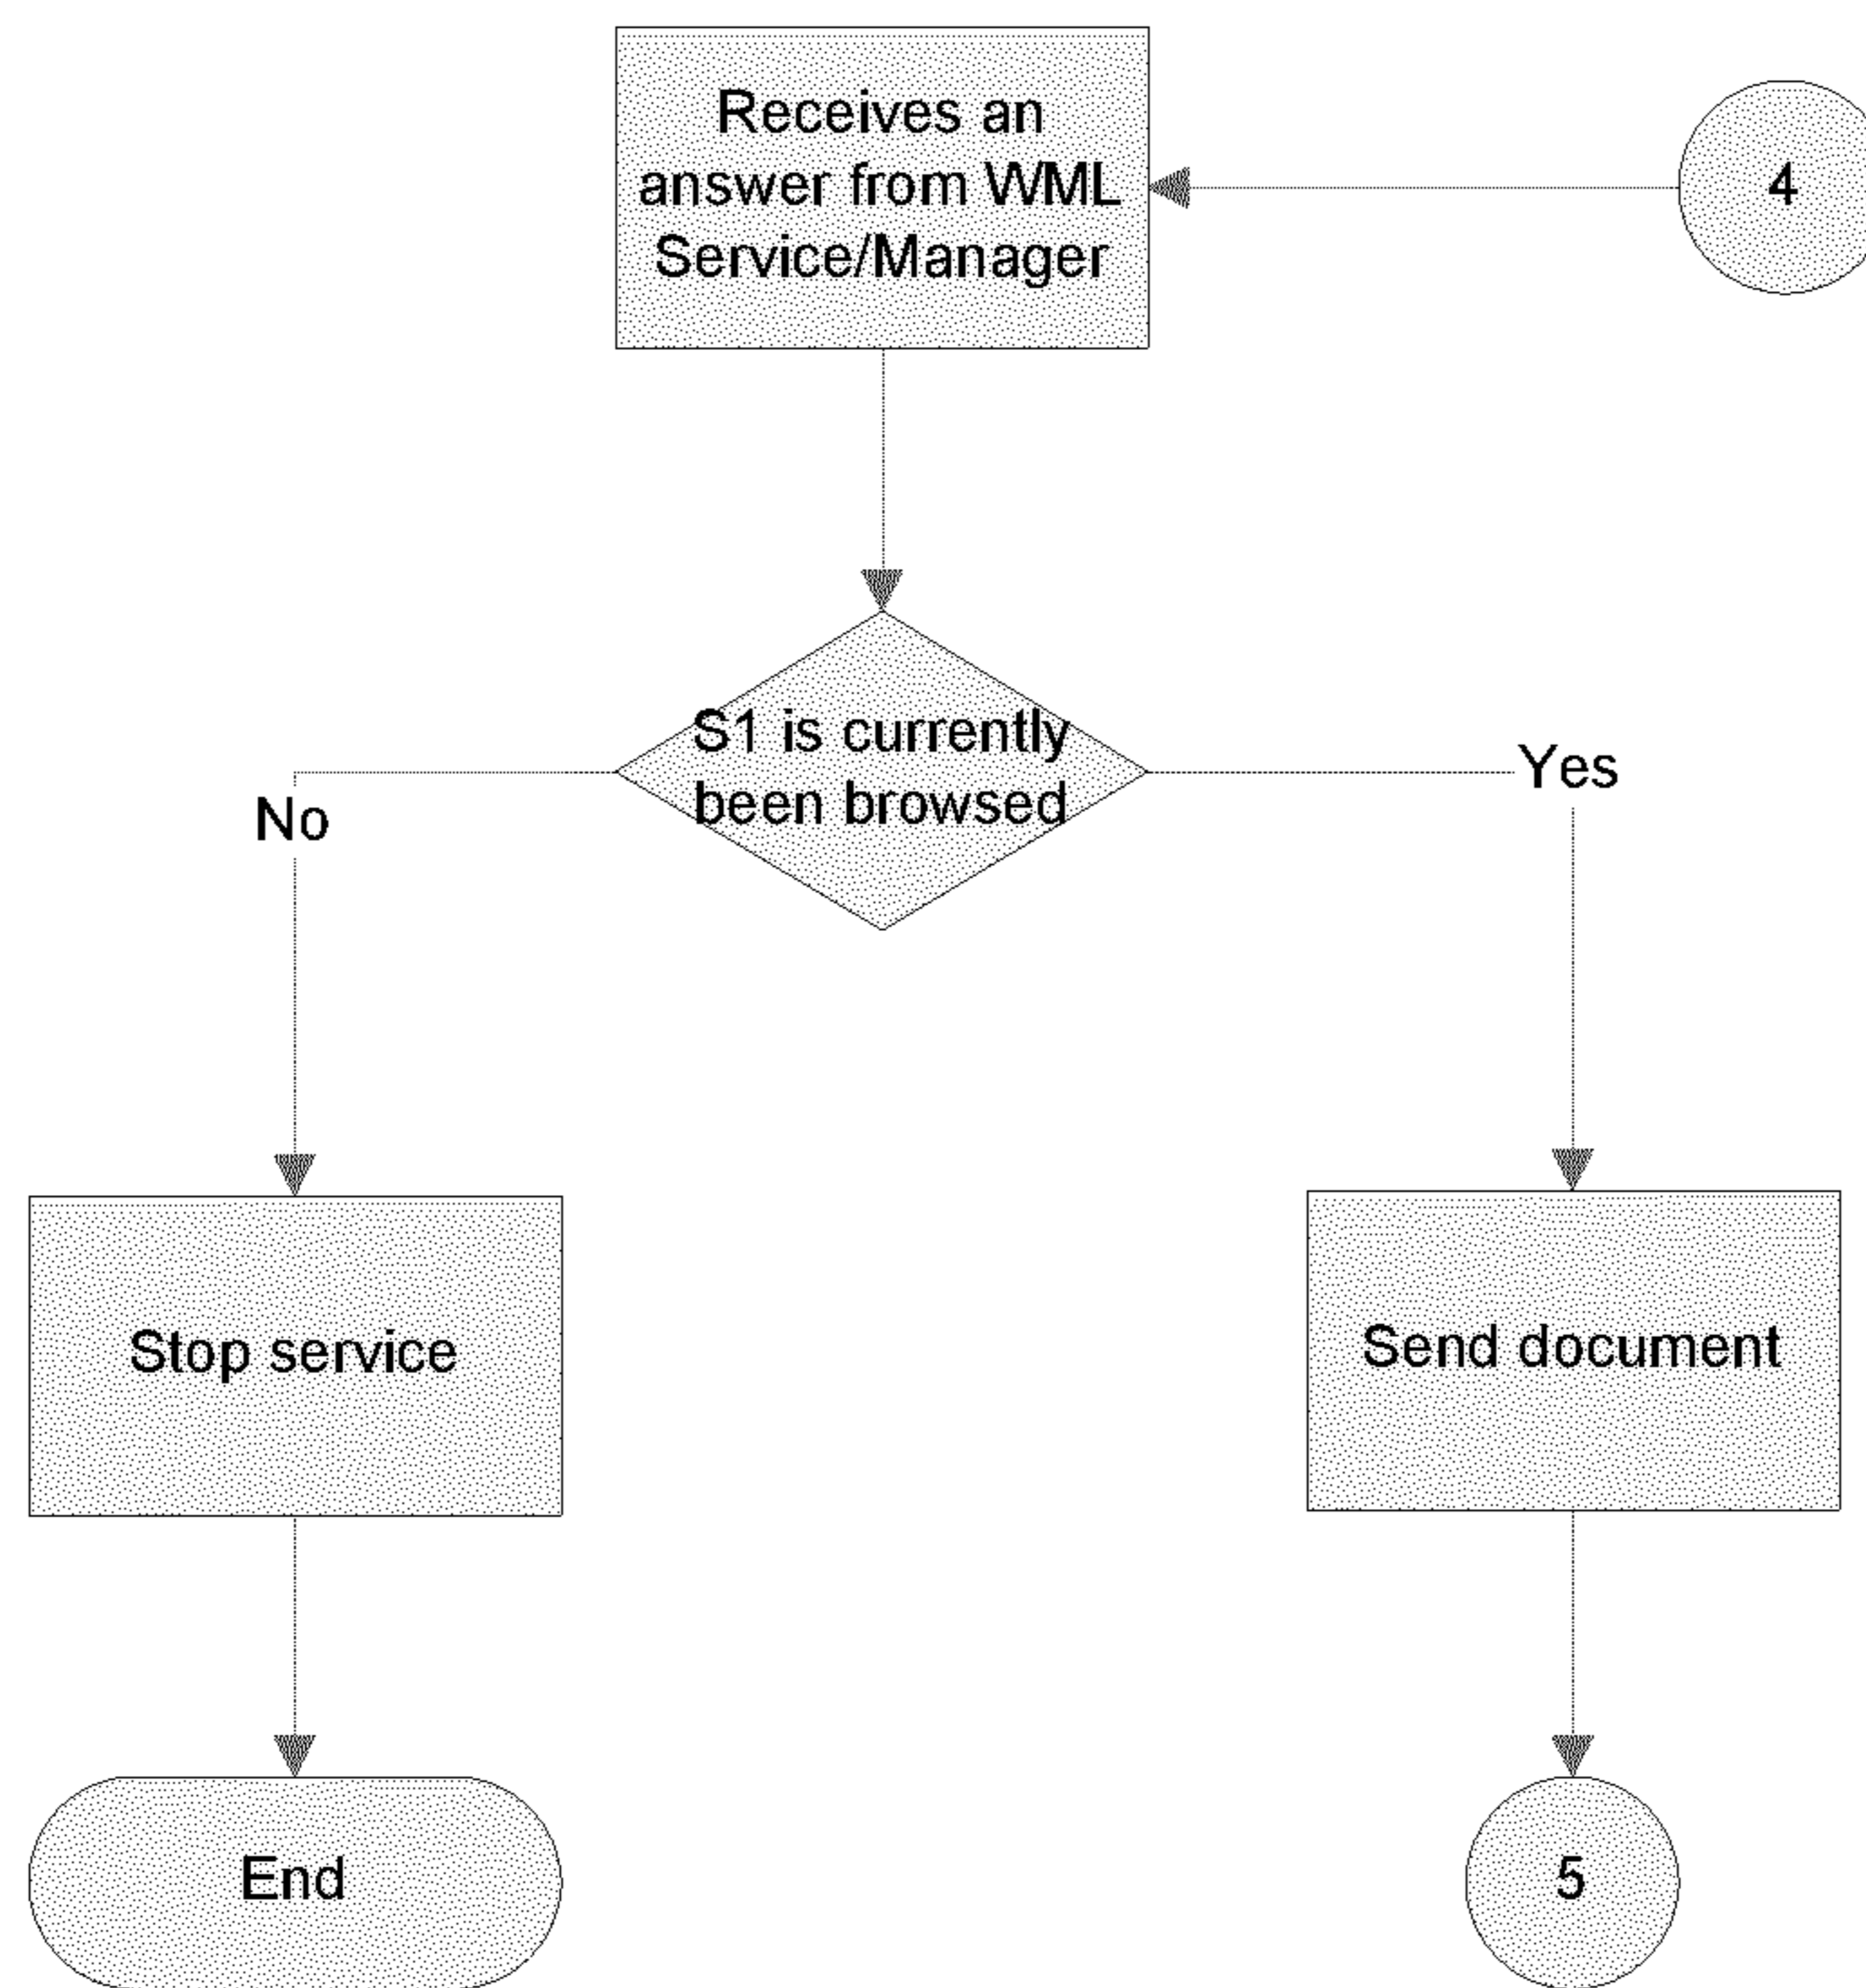 Receives an
answer from WML
Service/Manager
4
S1 is currently
been browsed
No
Yes
Stop service
Send document
End
5